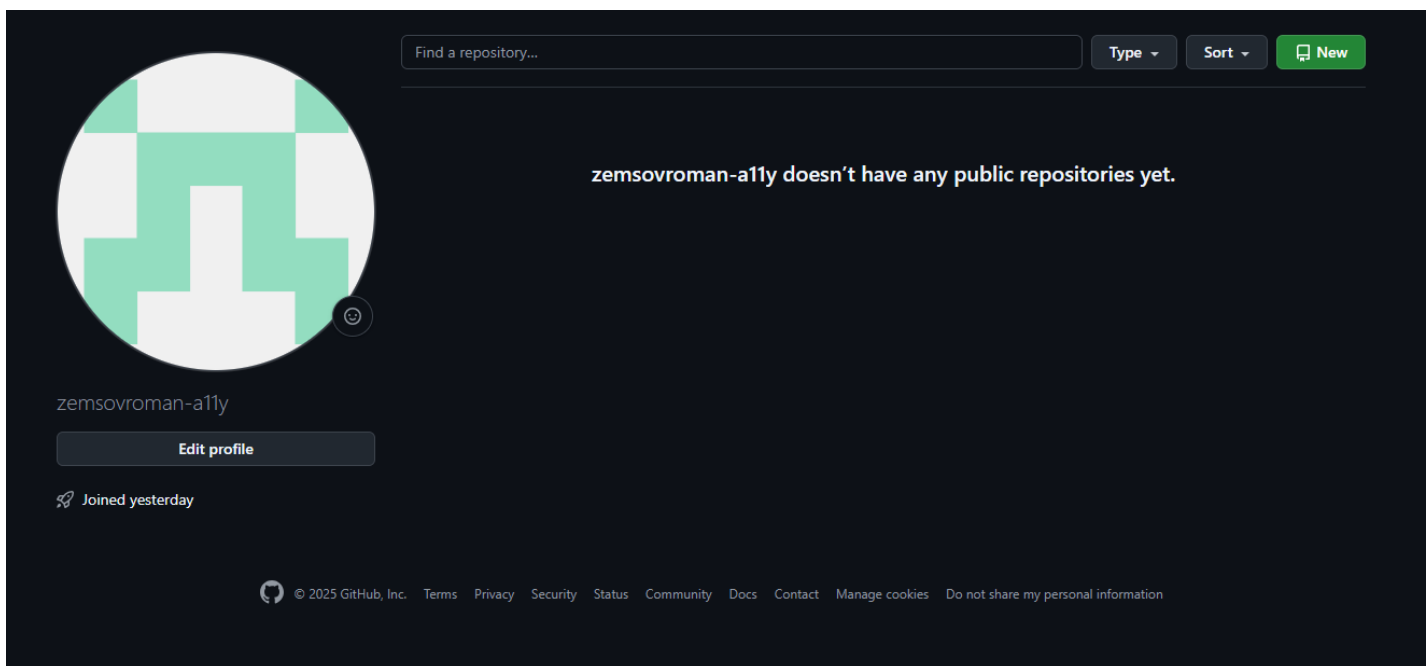 Find a repository...
Type
Sort
New
zemsovroman-a11y doesn’t have any public repositories yet.
zemsovroman-a11y
Edit profile
Joined yesterday
© 2025 GitHub, Inc. Terms Privacy Security Status Community Docs Contact Manage cookies Do not share my personal information